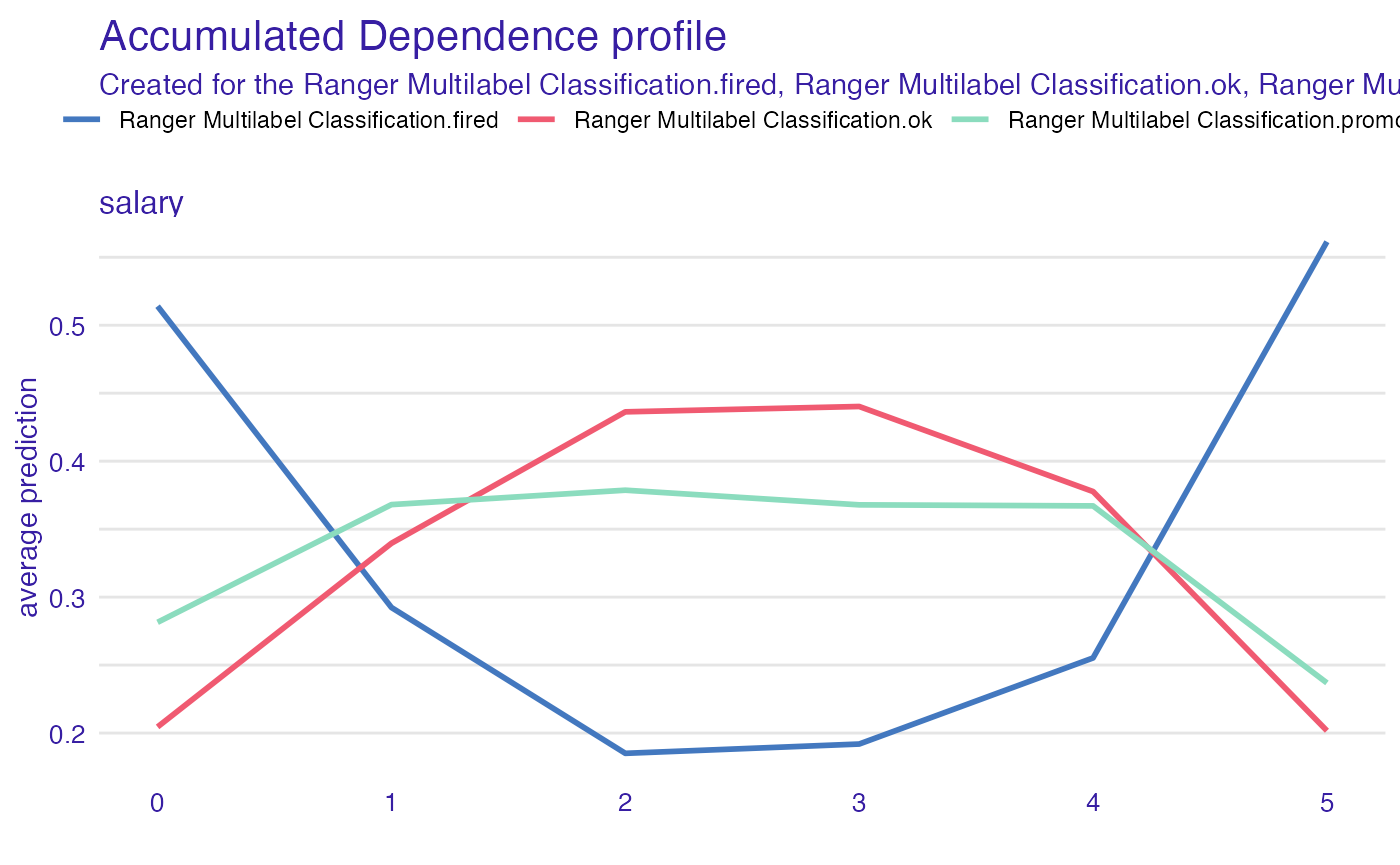 Accumulated Dependence profile
Created for the Ranger Multilabel Classification.fired, Ranger Multilabel Classification.ok, Ranger Mu
Ranger Multilabel Classification.fired Ranger Multilabel Classification.ok Ranger Multilabel Classification.promo
salary
average prediction
0.5
0.4
0.3
0.2
0 1 2 3 4 5